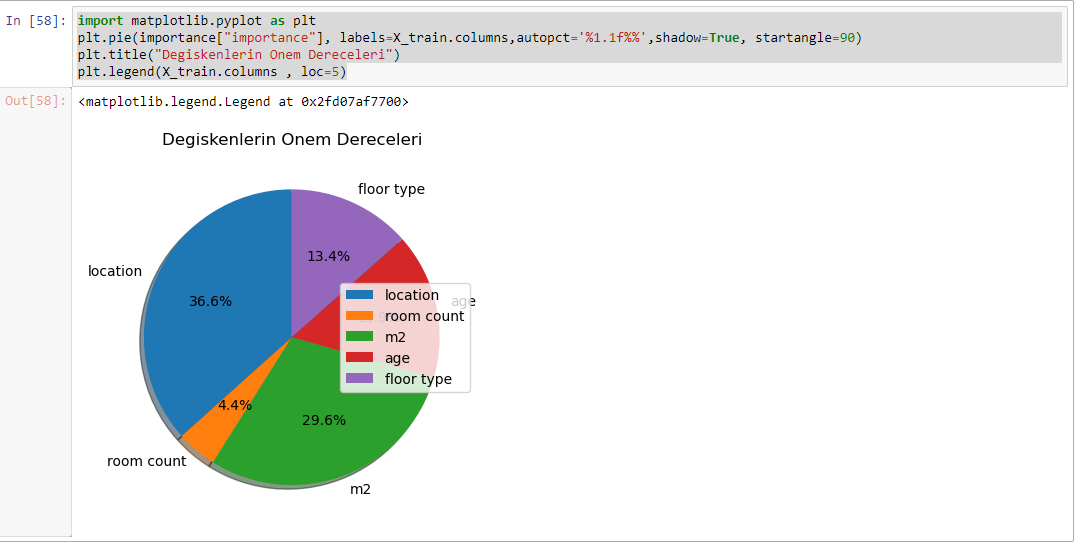 In [58]:
import matplotlib.pyplot as plt
plt.pie(importance["importance"], labels=X_train.columns,autopct='%1.1f%%',shadow=True, startangle=90)
plt.title("Degiskenlerin Onem Dereceleri")
plt.legend(X_train.columns , loc=5)
Out[58]:
<matplotlib.legend.Legend at 0x2fd07af7700>
Degiskenlerin Onem Dereceleri
floor type
13.4%
location
36.6%
age
location
room count
m2
age
floor type
4.4%
29.6%
room count
m2